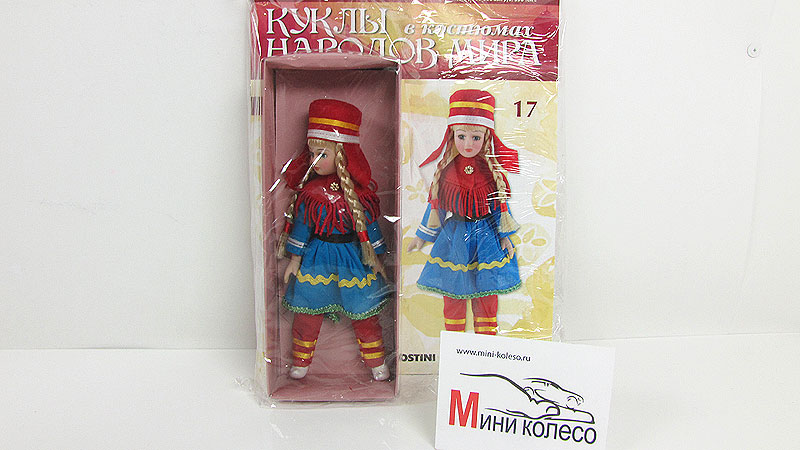 КУКЛЫ в костюмах
НАРОДОВ МИРА
17
OSTINI
www.mini-koleso.ru
Мини колесо